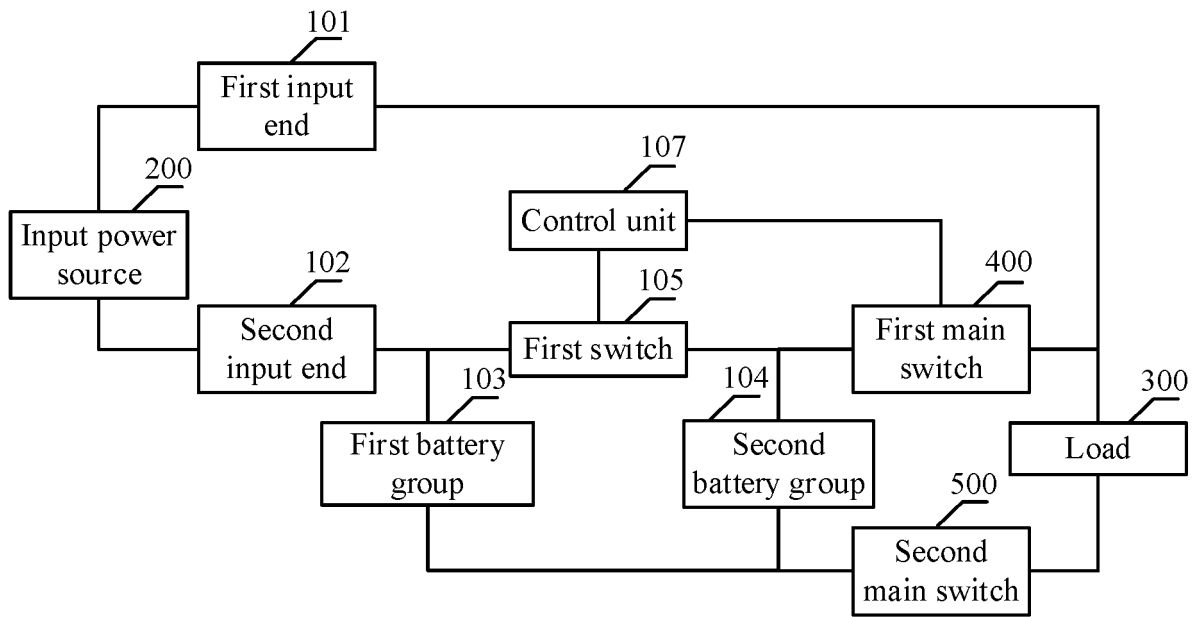 101
First input
end
107
200
Control unit
Input power
source
102
105
400
Second
input end
First switch
First main
switch
103
104
300
First battery
group
Second
battery group
Load
500
Second
main switch